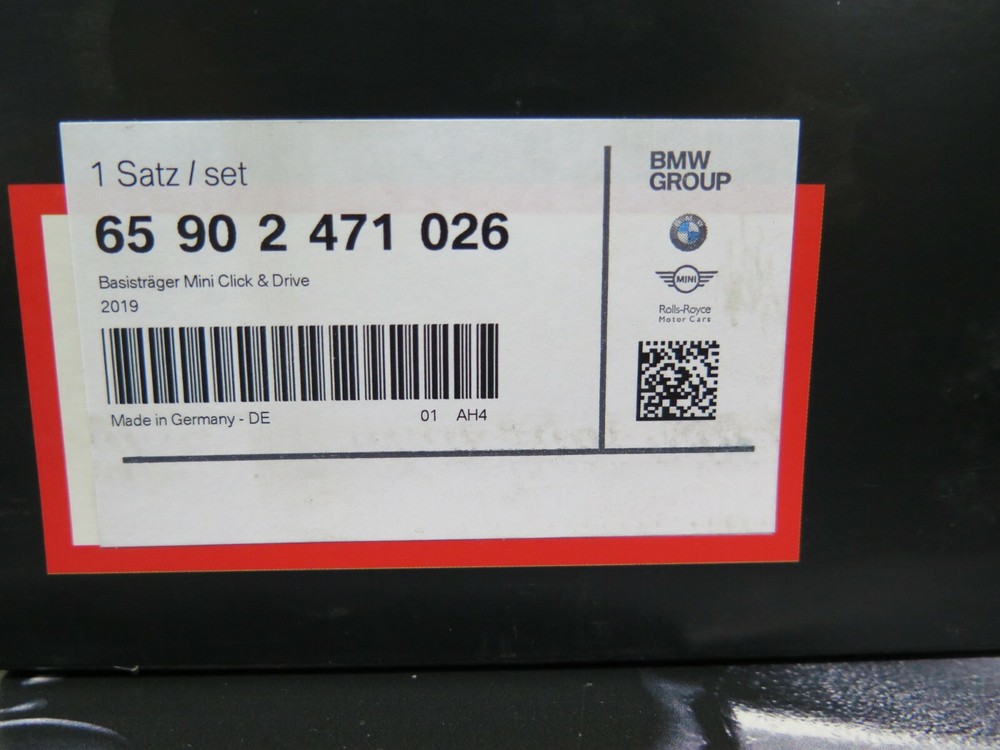 1 Satz / set
65 90 2 471 026
Basisträger Mini Click & Drive
2019
Made in Germany - DE 01 AH4
BMW
GROUP
BMW
MINI
Rolls-Royce
Motor Cars